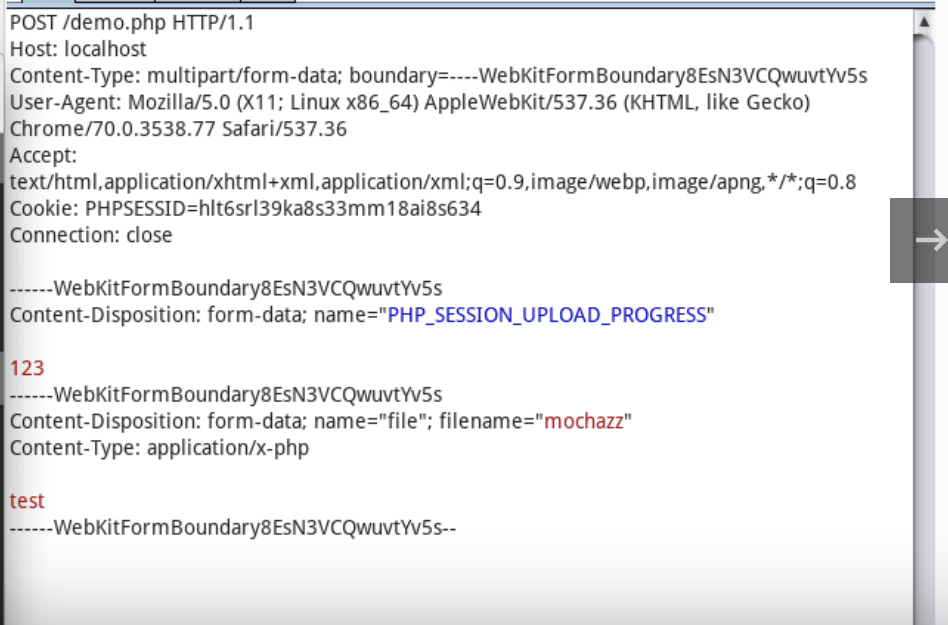 POST /demo.php HTTP/1.1
Host: localhost
Content-Type: multipart/form-data; boundary=----WebKitFormBoundary8EsN3VCQwuvtYv5s
User-Agent: Mozilla/5.0 (X11; Linux x86_64) AppleWebKit/537.36 (KHTML, like Gecko)
Chrome/70.0.3538.77 Safari/537.36
Accept:
text/html,application/xhtml+xml,application/xml;q=0.9,image/webp,image/apng,*/*;q=0.8
Cookie: PHPSESSID=hlt6srl39ka8s33mm18ai8s634
Connection: close

------WebKitFormBoundary8EsN3VCQwuvtYv5s
Content-Disposition: form-data; name="PHP_SESSION_UPLOAD_PROGRESS"

123
------WebKitFormBoundary8EsN3VCQwuvtYv5s
Content-Disposition: form-data; name="file"; filename="mochazz"
Content-Type: application/x-php

test
------WebKitFormBoundary8EsN3VCQwuvtYv5s--